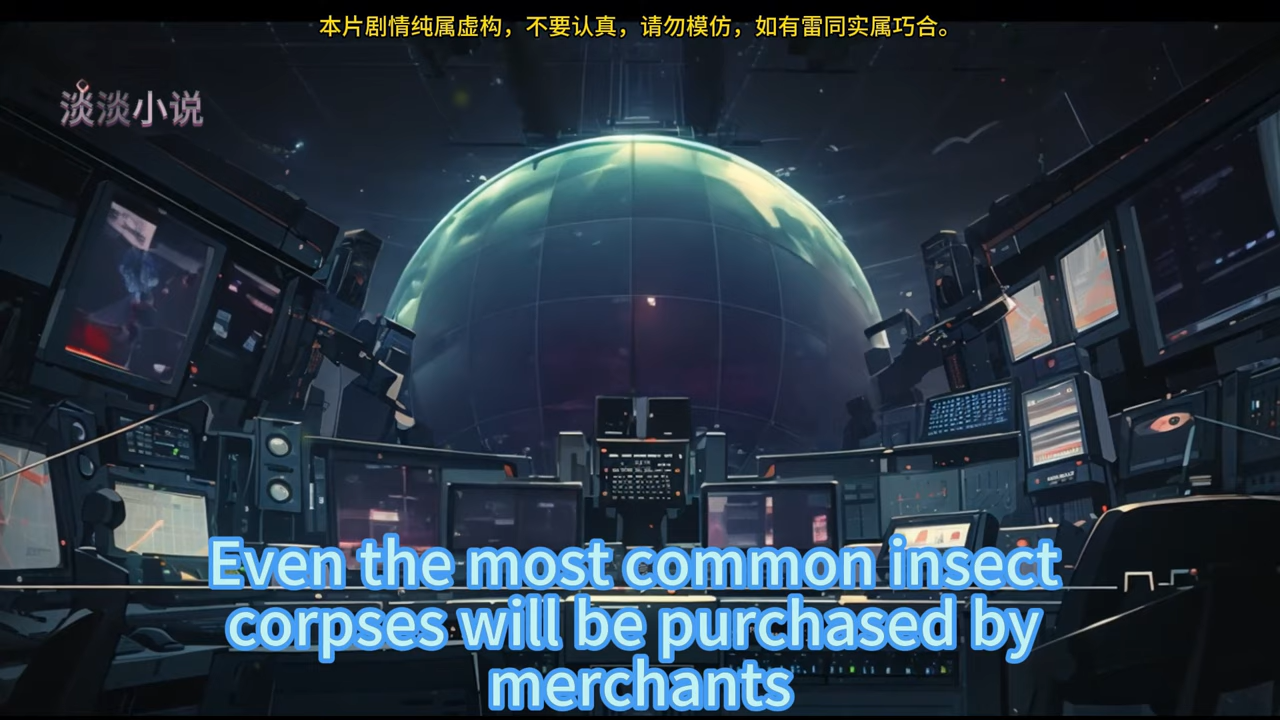 本片剧情纯属虚构，不要认真，请勿模仿，如有雷同实属巧合。
淡淡小说
Even the most common insect
corpses will be purchased by
merchants